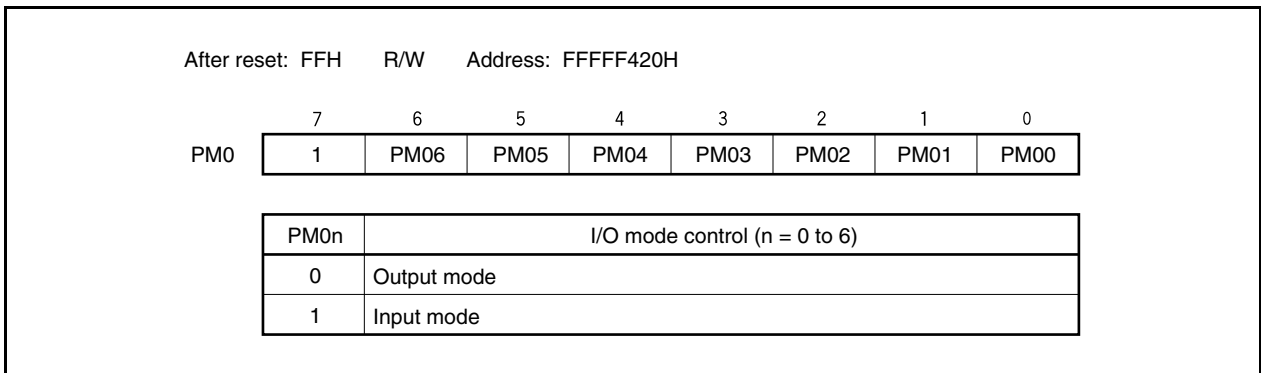 After reset: FFH R/W Address: FFFFF420H
7 6 5 4 3 2 1 0
PM0 1 PM06 PM05 PM04 PM03 PM02 PM01 PM00
PM0n I/O mode control (n = 0 to 6)
0 Output mode
1 Input mode